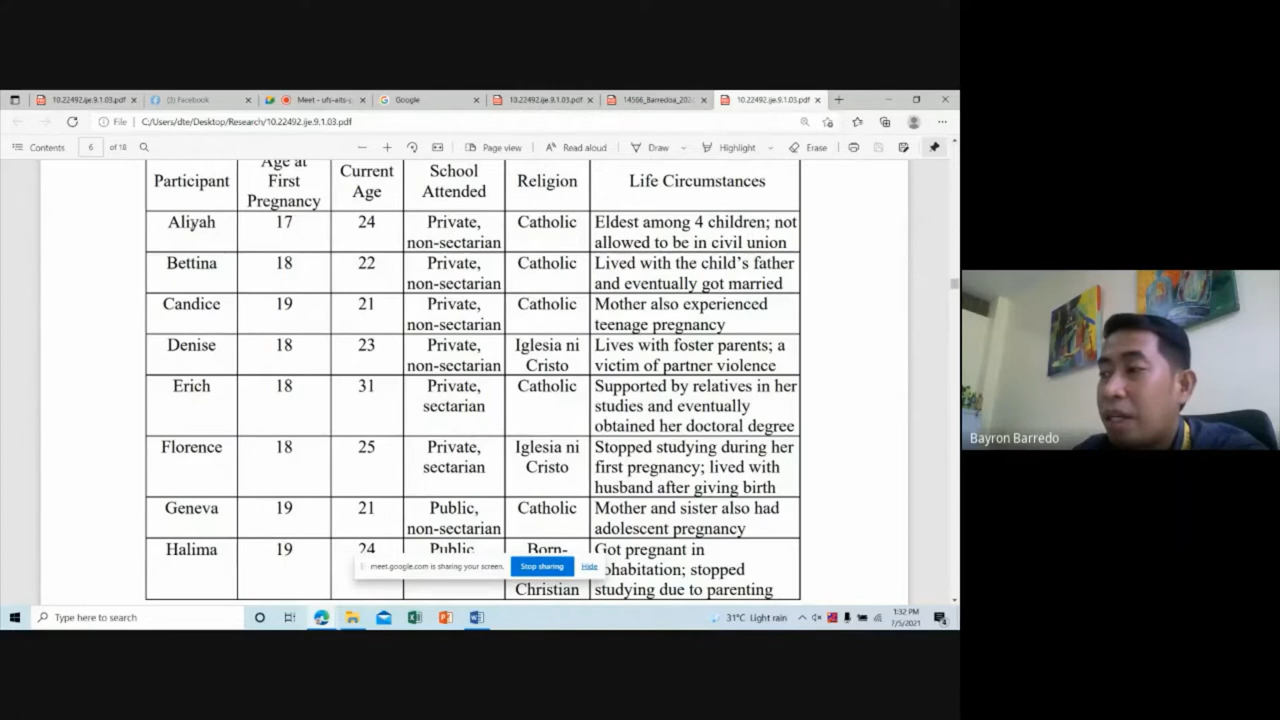 10.22492.ije.9.1.03.pdf
(3) Facebook
Meet - ufs-aits-
Google
10.22492.ije.9.1.03.pdf
14566_Barredoa_202
10.22492.ije.9.1.03.pdf
File
C:/Users/dte/Desktop/Research/10.22492.ije.9.1.03.pdf
Contents
6
of 18
Page view
Read aloud
Draw
Highlight
Erase
Participant
Age at
First
Pregnancy
Current
Age
School
Attended
Religion
Life Circumstances
Aliyah
17
24
Private,
non-sectarian
Catholic
Eldest among 4 children; not
allowed to be in civil union
Bettina
18
22
Private,
non-sectarian
Catholic
Lived with the child's father
and eventually got married
Candice
19
21
Private,
non-sectarian
Catholic
Mother also experienced
teenage pregnancy
Denise
18
23
Private,
non-sectarian
Iglesia ni
Cristo
Lives with foster parents; a
victim of partner violence
Erich
18
31
Private,
sectarian
Catholic
Supported by relatives in her
studies and eventually
obtained her doctoral degree
Florence
18
25
Private,
sectarian
Iglesia ni
Cristo
Stopped studying during her
first pregnancy; lived with
husband after giving birth
Geneva
19
21
Public,
non-sectarian
Catholic
Mother and sister also had
adolescent pregnancy
Halima
19
24
Public
Born-
Christian
Got pregnant in
ohabitation; stopped
studying due to parenting
meet.google.com is sharing your screen.
Stop sharing
Hide
Type here to search
31°C Light rain
1:32 PM
7/5/2021
Bayron Barredo